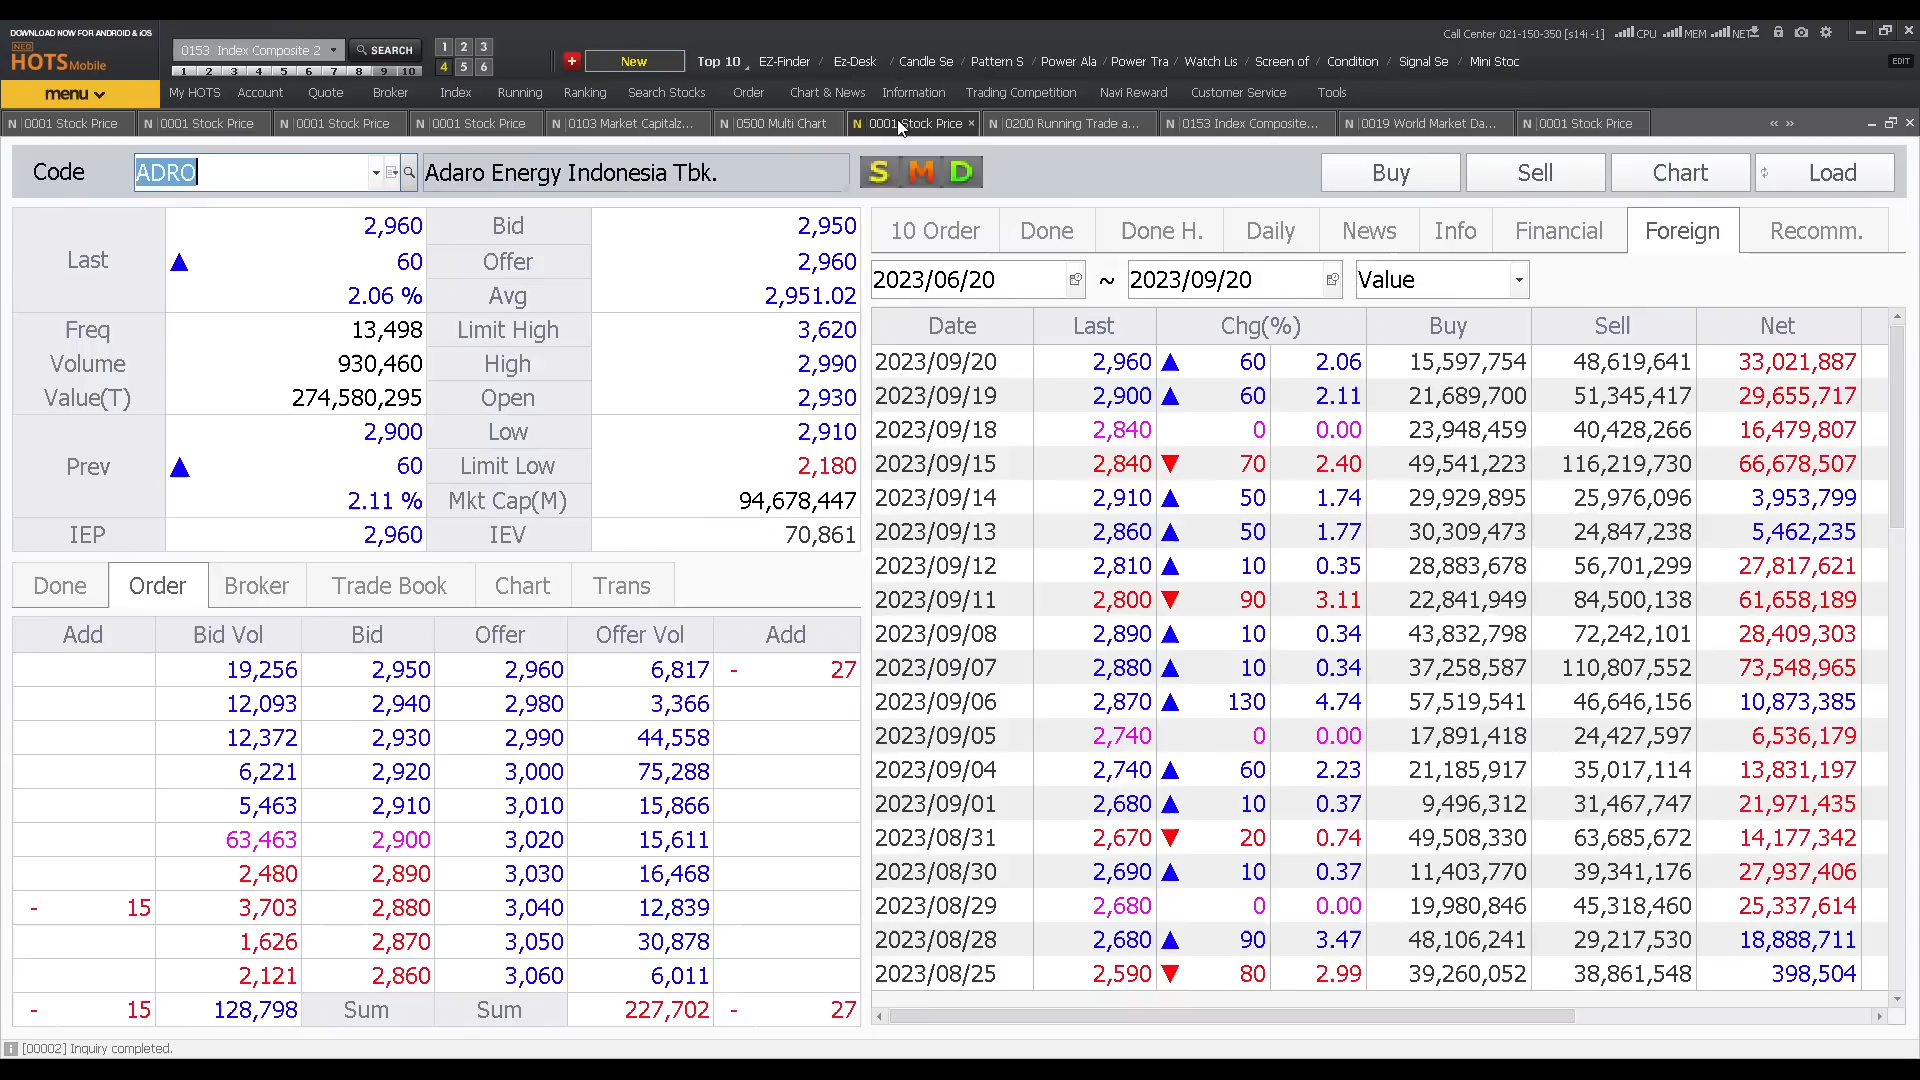 DOWNLOAD NOW FOR ANDROID & iOS
NEO
HOTS Mobile
0153 Index Composite 2 SEARCH
1 2 3 4 5 6 7 8 9 10
1 2 3
4 5 6
New
Top 10 EZ-Finder / Ez-Desk / Candle Se / Pattern S / Power Ala / Power Tra / Watch Lis / Screen of / Condition / Signal Se • Mini Stoc
Call Center 021-150-350 [s14i -1] CPU MEM NET
EDIT
menu
My HOTS Account Quote Broker Index Running Ranking Search Stocks Order Chart & News Information Trading Competition Navi Reward Customer Service Tools
N 0001 Stock Price N 0001 Stock Price N 0001 Stock Price N 0001 Stock Price N 0103 Market Capitalz... N 0500 Multi Chart N 0001 Stock Price × N 0200 Running Trade a... N 0153 Index Composite... N 0019 World Market Da... N 0001 Stock Price « »
Code ADRO Adaro Energy Indonesia Tbk. S M D Buy Sell Chart Load
Last 2,960 Bid 2,950
▲ 60 Offer 2,960
2.06 % Avg 2,951.02
Freq 13,498 Limit High 3,620
Volume 930,460 High 2,990
Value(T) 274,580,295 Open 2,930
Prev 2,900 Low 2,910
▲ 60 Limit Low 2,180
2.11 % Mkt Cap(M) 94,678,447
IEP 2,960 IEV 70,861
Done Order Broker Trade Book Chart Trans
Add Bid Vol Bid Offer Offer Vol Add
19,256 2,950 2,960 6,817 - 27
12,093 2,940 2,980 3,366
12,372 2,930 2,990 44,558
6,221 2,920 3,000 75,288
5,463 2,910 3,010 15,866
63,463 2,900 3,020 15,611
2,480 2,890 3,030 16,468
- 15 3,703 2,880 3,040 12,839
1,626 2,870 3,050 30,878
2,121 2,860 3,060 6,011
- 15 128,798 Sum Sum 227,702 - 27
10 Order Done Done H. Daily News Info Financial Foreign Recomm.
2023/06/20 ~ 2023/09/20 Value
Date Last Chg(%) Buy Sell Net
2023/09/20 2,960 ▲ 60 2.06 15,597,754 48,619,641 33,021,887
2023/09/19 2,900 ▲ 60 2.11 21,689,700 51,345,417 29,655,717
2023/09/18 2,840 0 0.00 23,948,459 40,428,266 16,479,807
2023/09/15 2,840 ▼ 70 2.40 49,541,223 116,219,730 66,678,507
2023/09/14 2,910 ▲ 50 1.74 29,929,895 25,976,096 3,953,799
2023/09/13 2,860 ▲ 50 1.77 30,309,473 24,847,238 5,462,235
2023/09/12 2,810 ▲ 10 0.35 28,883,678 56,701,299 27,817,621
2023/09/11 2,800 ▼ 90 3.11 22,841,949 84,500,138 61,658,189
2023/09/08 2,890 ▲ 10 0.34 43,832,798 72,242,101 28,409,303
2023/09/07 2,880 ▲ 10 0.34 37,258,587 110,807,552 73,548,965
2023/09/06 2,870 ▲ 130 4.74 57,519,541 46,646,156 10,873,385
2023/09/05 2,740 0 0.00 17,891,418 24,427,597 6,536,179
2023/09/04 2,740 ▲ 60 2.23 21,185,917 35,017,114 13,831,197
2023/09/01 2,680 ▲ 10 0.37 9,496,312 31,467,747 21,971,435
2023/08/31 2,670 ▼ 20 0.74 49,508,330 63,685,672 14,177,342
2023/08/30 2,690 ▲ 10 0.37 11,403,770 39,341,176 27,937,406
2023/08/29 2,680 0 0.00 19,980,846 45,318,460 25,337,614
2023/08/28 2,680 ▲ 90 3.47 48,106,241 29,217,530 18,888,711
2023/08/25 2,590 ▼ 80 2.99 39,260,052 38,861,548 398,504
[00002] Inquiry completed.